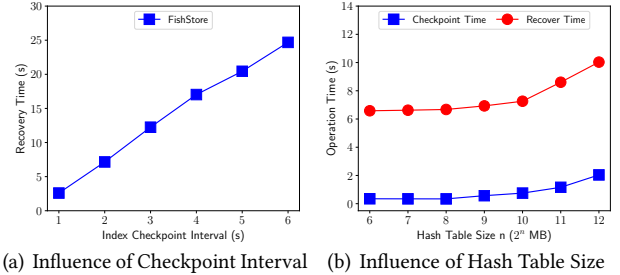 FishStore
30
25
20
15
10
5
0
Recovery Time (s)
1 2 3 4 5 6
Index Checkpoint Interval (s)
(a) Influence of Checkpoint Interval
Checkpoint Time Recover Time
14
12
10
8
6
4
2
0
Operation Time (s)
6 7 8 9 10 11 12
Hash Table Size n (2ⁿ MB)
(b) Influence of Hash Table Size